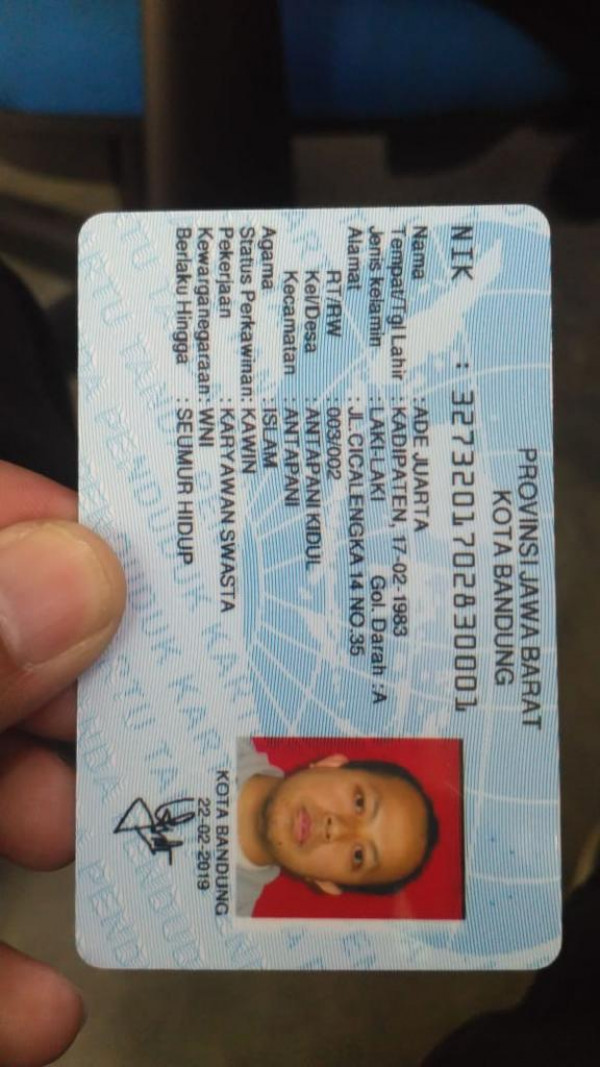 PROVINSI JAWA BARAT
KOTA BANDUNG
NIK : 3273201702830001
Nama : ADE JUARTA
Tempat/Tgl Lahir : KADIPATEN, 17-02-1983
Jenis kelamin : LAKI-LAKI Gol. Darah : A
Alamat : JL.CICALENGKA 14 NO.35
RT/RW : 003/002
Kel/Desa : ANTAPANI KIDUL
Kecamatan : ANTAPANI
Agama : ISLAM
Status Perkawinan: KAWIN
Pekerjaan : KARYAWAN SWASTA
Kewarganegaraan: WNI
Berlaku Hingga : SEUMUR HIDUP
KOTA BANDUNG
22-02-2019